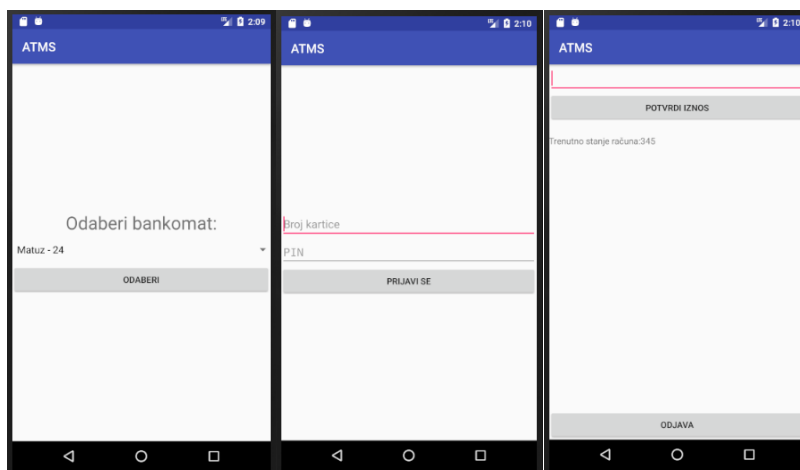 2:09
ATMS
Odaberi bankomat:
Matuz - 24
ODABERI
2:10
ATMS
Broj kartice
PIN
PRIJAVI SE
2:10
ATMS
POTVRDI IZNOS
Trenutno stanje računa:345
ODJAVA